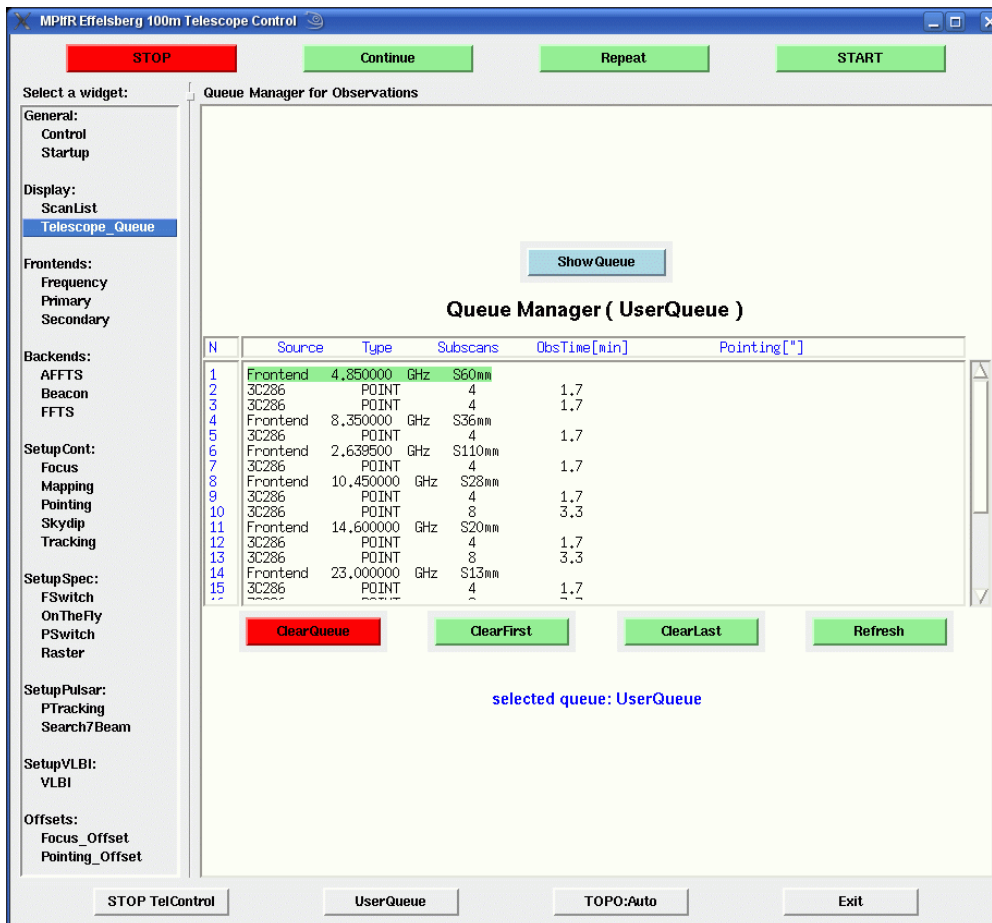 MPIfR Effelsberg 100m Telescope Control
STOP Continue Repeat START
Select a widget:
Queue Manager for Observations
General:
Control
Startup
Display:
ScanList
Telescope_Queue
Frontends:
Frequency
Primary
Secondary
Backends:
AFFTS
Beacon
FFTS
SetupCont:
Focus
Mapping
Pointing
Skydip
Tracking
SetupSpec:
FSwitch
OnTheFly
PSwitch
Raster
SetupPulsar:
PTracking
Search7Beam
SetupVLBI:
VLBI
Offsets:
Focus_Offset
Pointing_Offset
ShowQueue
Queue Manager ( UserQueue )
N Source Type Subscans ObsTime[min] Pointing["]
1 Frontend 4.850000 GHz S60mm
2 3C286 POINT 4 1.7
3 3C286 POINT 4 1.7
4 Frontend 8.350000 GHz S36mm
5 3C286 POINT 4 1.7
6 Frontend 2.639500 GHz S110mm
7 3C286 POINT 4 1.7
8 Frontend 10.450000 GHz S28mm
9 3C286 POINT 4 1.7
10 3C286 POINT 8 3.3
11 Frontend 14.600000 GHz S20mm
12 3C286 POINT 4 1.7
13 3C286 POINT 8 3.3
14 Frontend 23.000000 GHz S13mm
15 3C286 POINT 4 1.7
ClearQueue ClearFirst ClearLast Refresh
selected queue: UserQueue
STOP TelControl UserQueue TOPO:Auto Exit